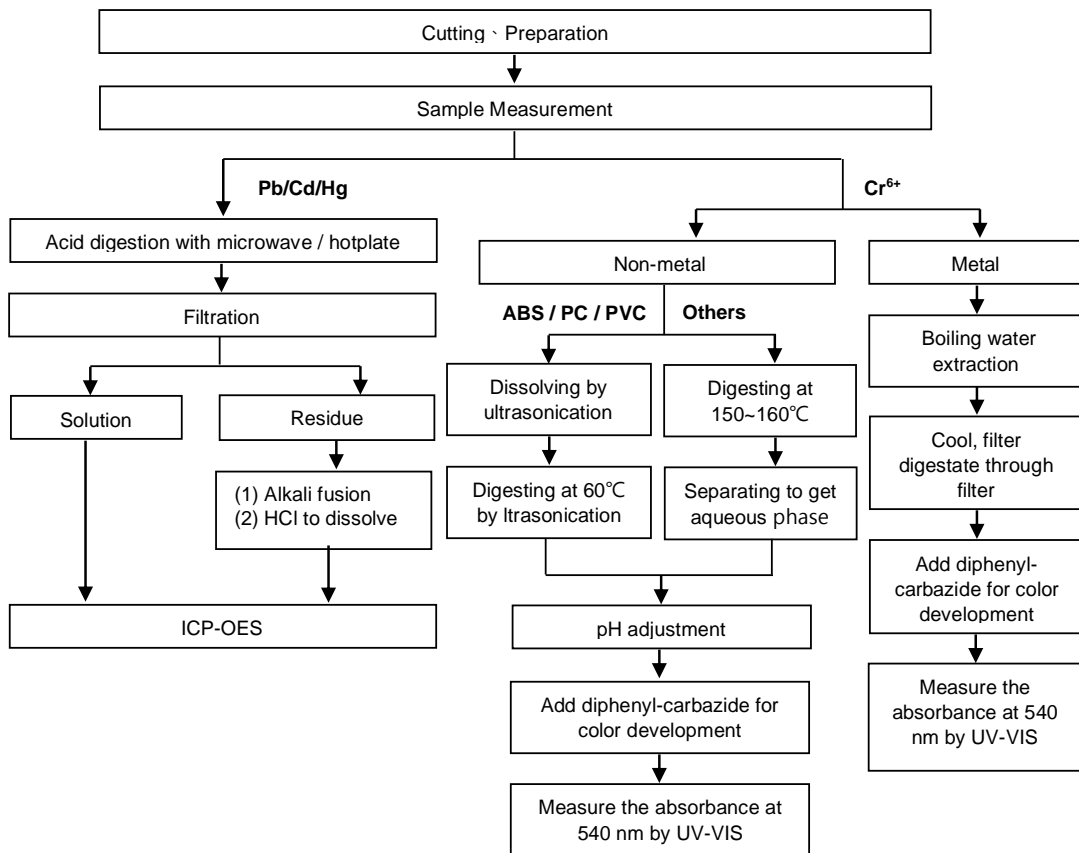 Cutting、Preparation
Sample Measurement
Pb/Cd/Hg
Cr⁶⁺
Acid digestion with microwave / hotplate
Filtration
Solution
Residue
(1) Alkali fusion
(2) HCl to dissolve
ICP-OES
Non-metal
ABS / PC / PVC
Others
Dissolving by
ultrasonication
Digesting at 60℃
by ltrasonication
Digesting at
150~160℃
Separating to get
aqueous phase
pH adjustment
Add diphenyl-carbazide for
color development
Measure the absorbance at
540 nm by UV-VIS
Metal
Boiling water
extraction
Cool, filter
digestate through
filter
Add diphenyl-
carbazide for color
development
Measure the
absorbance at 540
nm by UV-VIS